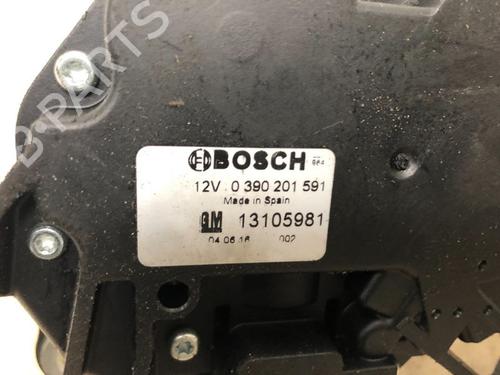 B-PARTS
BOSCH
12V 0 390 201 591
Made in Spain
GM 13105981
04.06.16 002